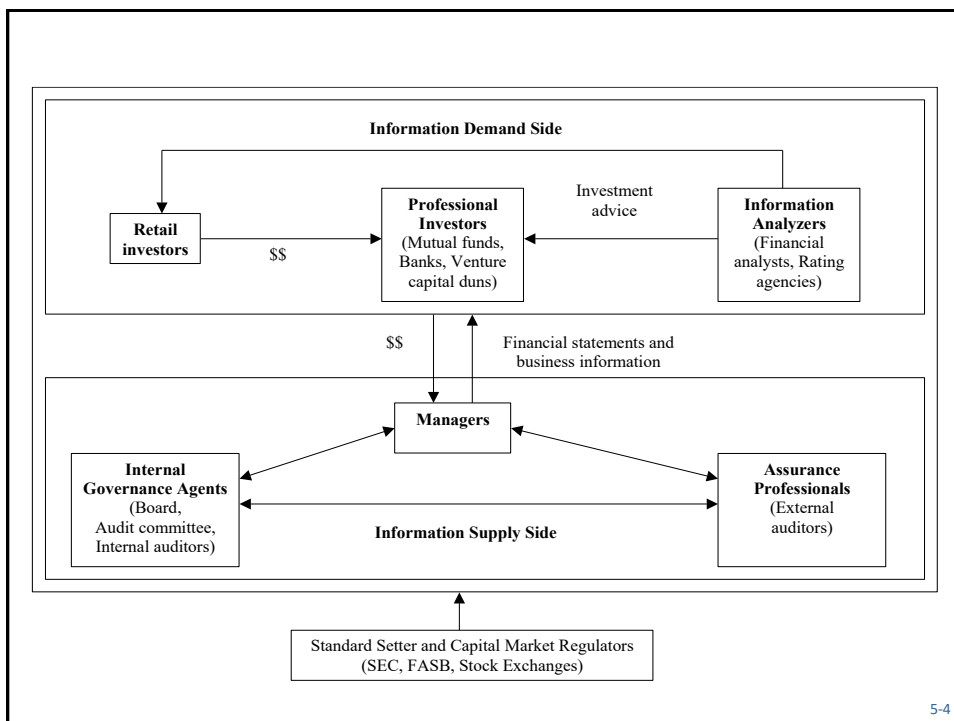 Information Demand Side
Retail
investors
$$
Professional
Investors
(Mutual funds,
Banks, Venture
capital duns)
Investment
advice
Information
Analyzers
(Financial
analysts, Rating
agencies)
$$
Financial statements and
business information
Managers
Internal
Governance Agents
(Board,
Audit committee,
Internal auditors)
Information Supply Side
Assurance
Professionals
(External
auditors)
Standard Setter and Capital Market Regulators
(SEC, FASB, Stock Exchanges)
5-4